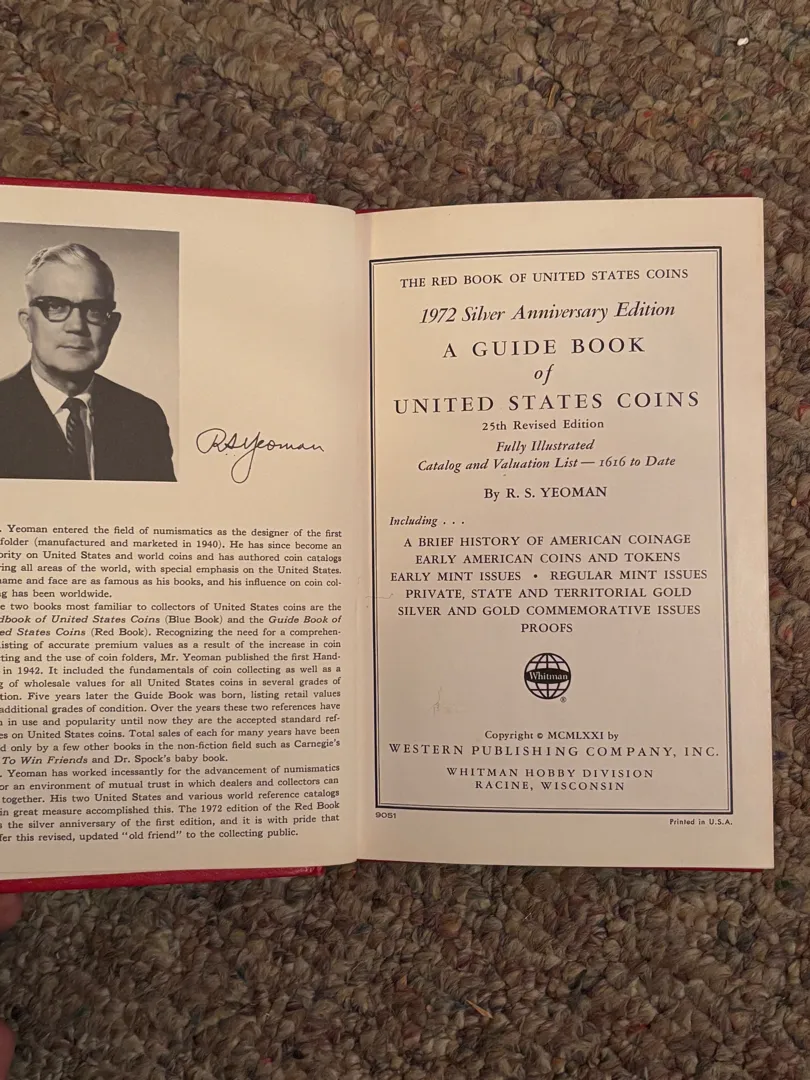 R S Yeoman
. Yeoman entered the field of numismatics as the designer of the first
folder (manufactured and marketed in 1940). He has since become an
ority on United States and world coins and has authored coin catalogs
ring all areas of the world, with special emphasis on the United States.
name and face are as famous as his books, and his influence on coin col-
g has been worldwide.
e two books most familiar to collectors of United States coins are the
dbook of United States Coins (Blue Book) and the Guide Book of
ed States Coins (Red Book). Recognizing the need for a comprehen-
isting of accurate premium values as a result of the increase in coin
ting and the use of coin folders, Mr. Yeoman published the first Hand-
in 1942. It included the fundamentals of coin collecting as well as a
g of wholesale values for all United States coins in several grades of
tion. Five years later the Guide Book was born, listing retail values
additional grades of condition. Over the years these two references have
n in use and popularity until now they are the accepted standard ref-
es on United States coins. Total sales of each for many years have been
d only by a few other books in the non-fiction field such as Carnegie's
To Win Friends and Dr. Spock's baby book.
. Yeoman has worked incessantly for the advancement of numismatics
or an environment of mutual trust in which dealers and collectors can
together. His two United States and various world reference catalogs
in great measure accomplished this. The 1972 edition of the Red Book
s the silver anniversary of the first edition, and it is with pride that
fer this revised, updated "old friend" to the collecting public.
THE RED BOOK OF UNITED STATES COINS
1972 Silver Anniversary Edition
A GUIDE BOOK
of
UNITED STATES COINS
25th Revised Edition
Fully Illustrated
Catalog and Valuation List — 1616 to Date
By R. S. YEOMAN
Including . . .
A BRIEF HISTORY OF AMERICAN COINAGE
EARLY AMERICAN COINS AND TOKENS
EARLY MINT ISSUES • REGULAR MINT ISSUES
PRIVATE, STATE AND TERRITORIAL GOLD
SILVER AND GOLD COMMEMORATIVE ISSUES
PROOFS
Whitman
®
Copyright © MCMLXXI by
WESTERN PUBLISHING COMPANY, INC.
WHITMAN HOBBY DIVISION
RACINE, WISCONSIN
9051
Printed in U.S.A.